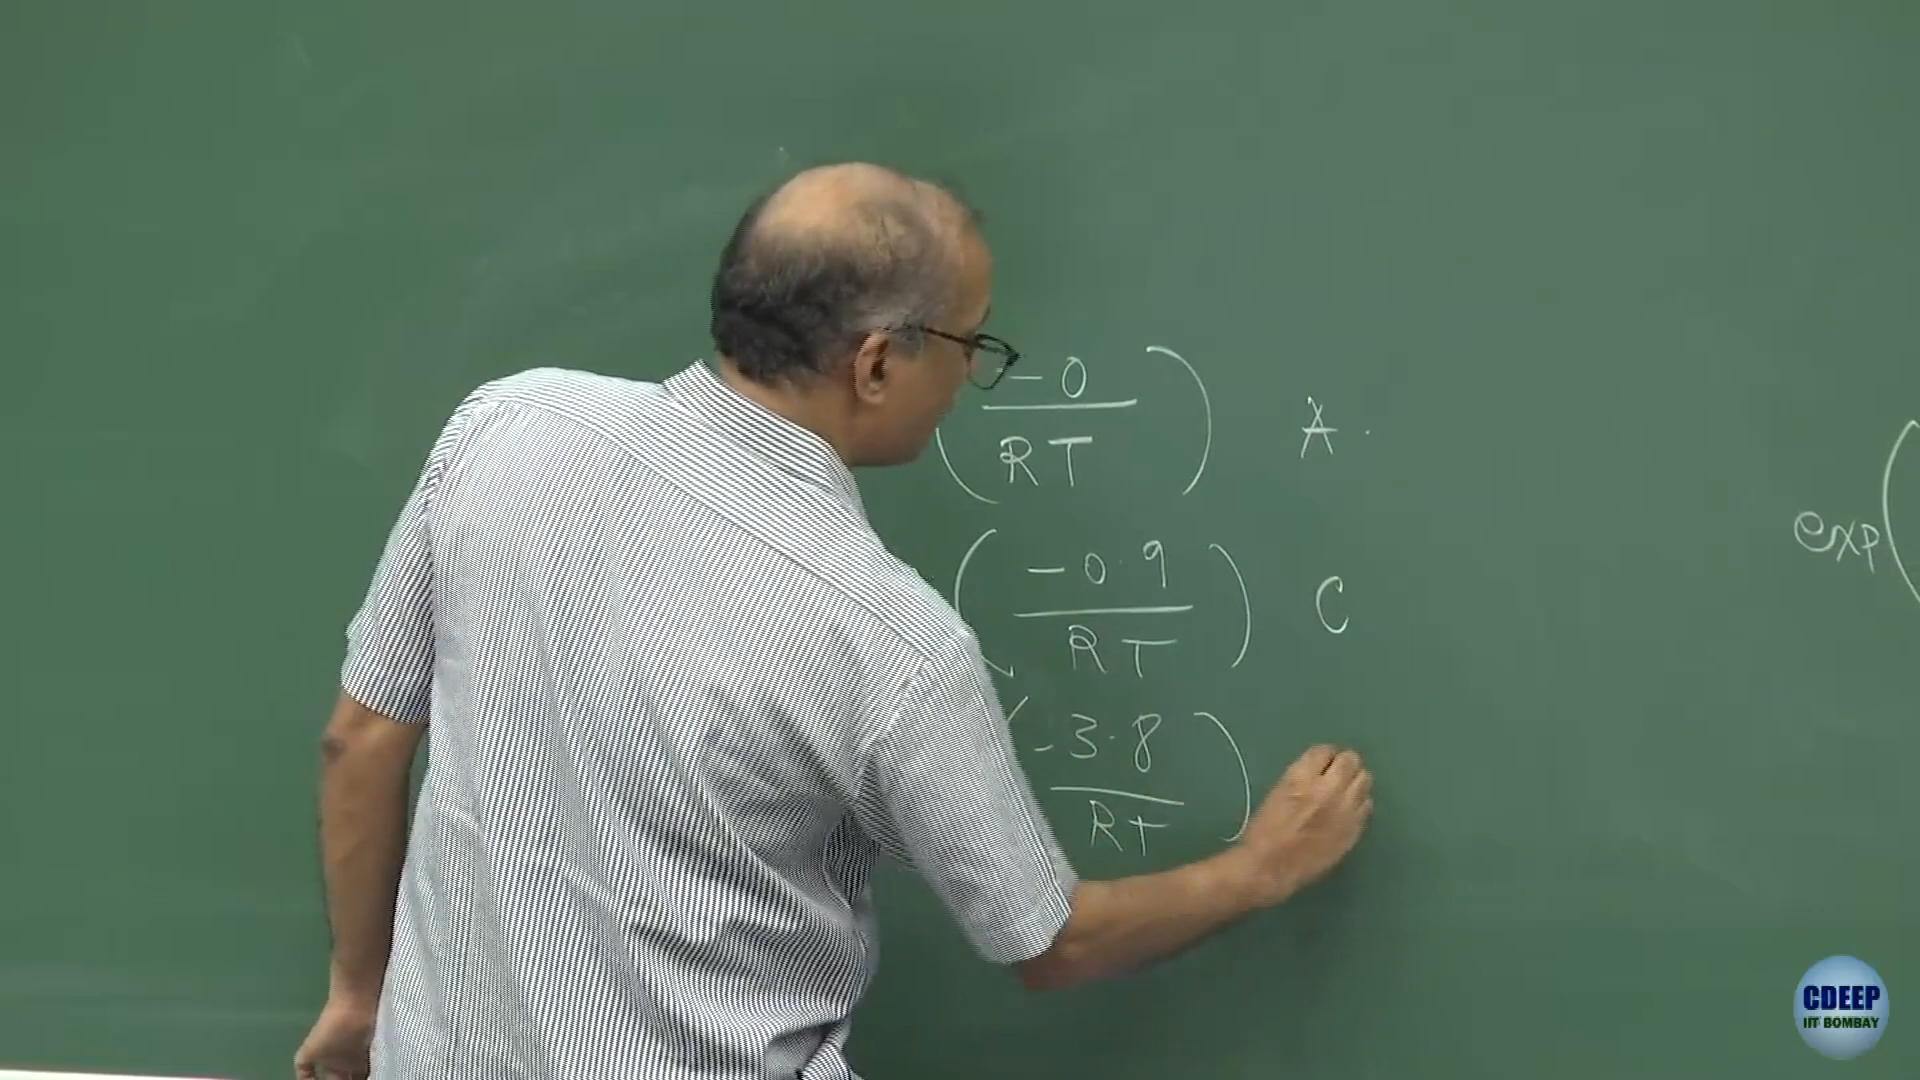 ( -0 / RT ) A.
( -0.9 / RT ) C
( -3.8 / RT )
exp(
CDEEP
IIT BOMBAY